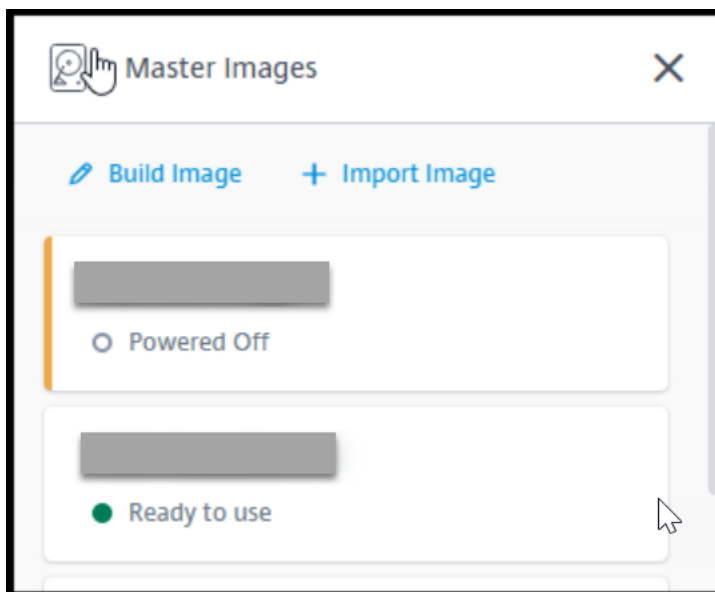 Master Images
Build Image
Import Image
Powered Off
Ready to use